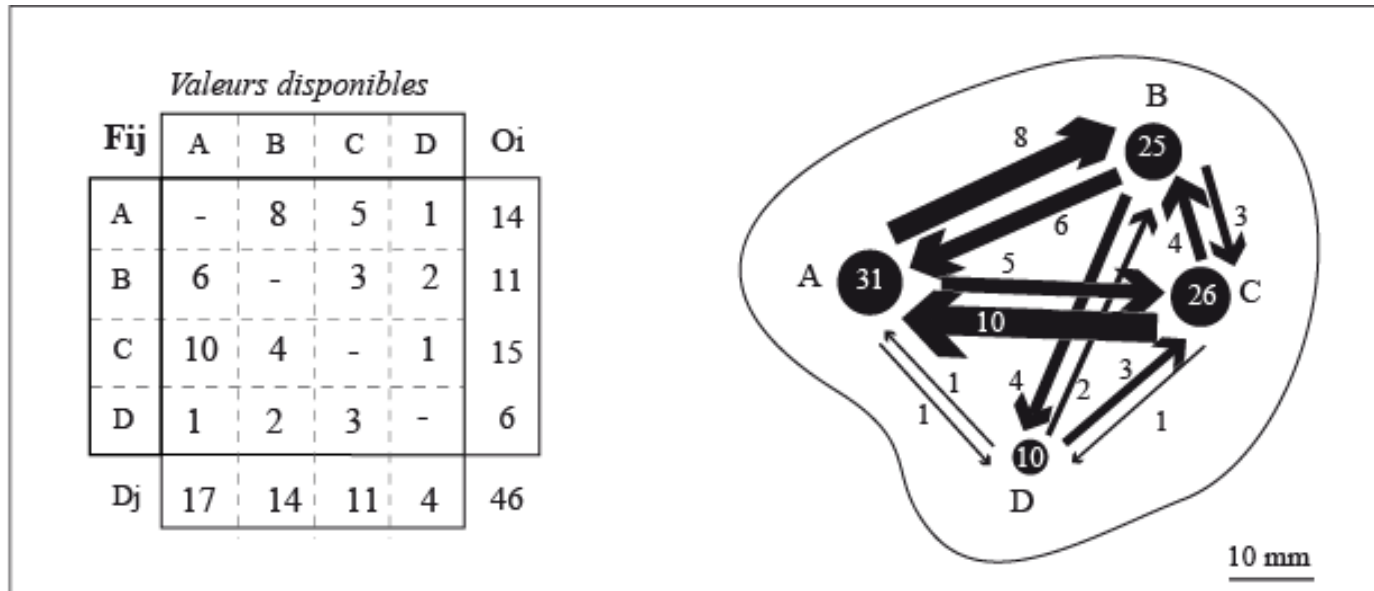 Valeurs disponibles
Fij A B C D Oi
A - 8 5 1 14
B 6 - 3 2 11
C 10 4 - 1 15
D 1 2 3 - 6
Dj 17 14 11 4 46
B
8 25
6 4 3
A 31 5 26 C
10
1 1 4 2 3 1
10
D
10 mm